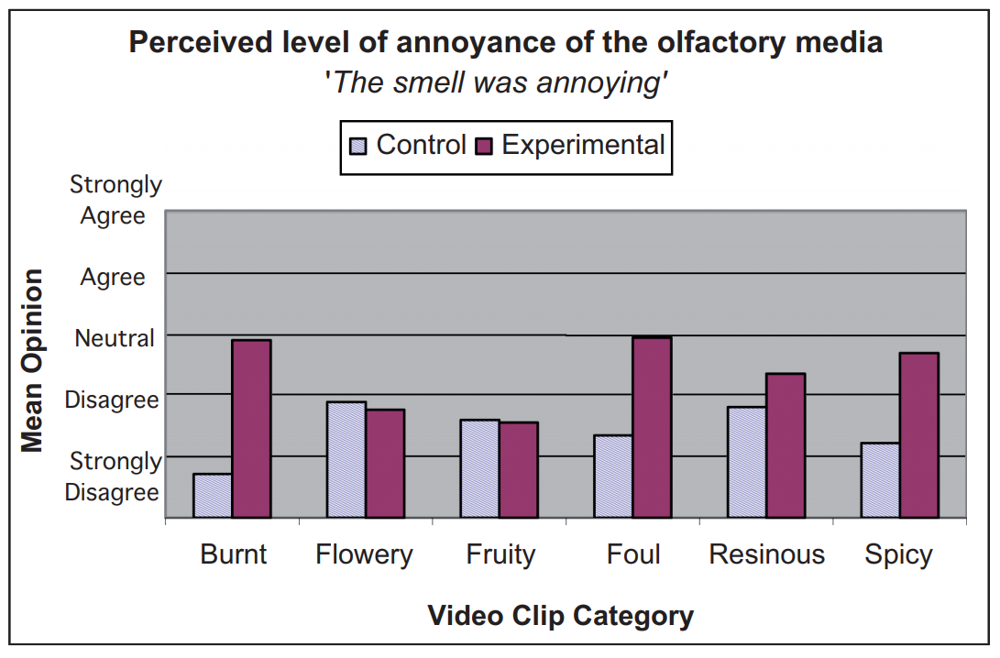 Perceived level of annoyance of the olfactory media
'The smell was annoying'
Control Experimental
Strongly
Agree
Agree
Neutral
Disagree
Strongly
Disagree
Mean Opinion
Burnt Flowery Fruity Foul Resinous Spicy
Video Clip Category